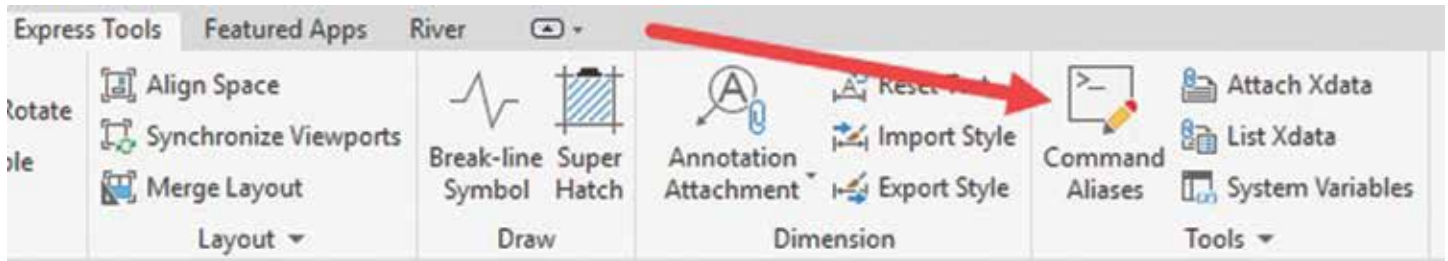 Express Tools Featured Apps River
Align Space
Synchronize Viewports
Merge Layout
Layout
Break-line Symbol
Super Hatch
Draw
Annotation Attachment
Import Style
Export Style
Dimension
Command Aliases
Attach Xdata
List Xdata
System Variables
Tools